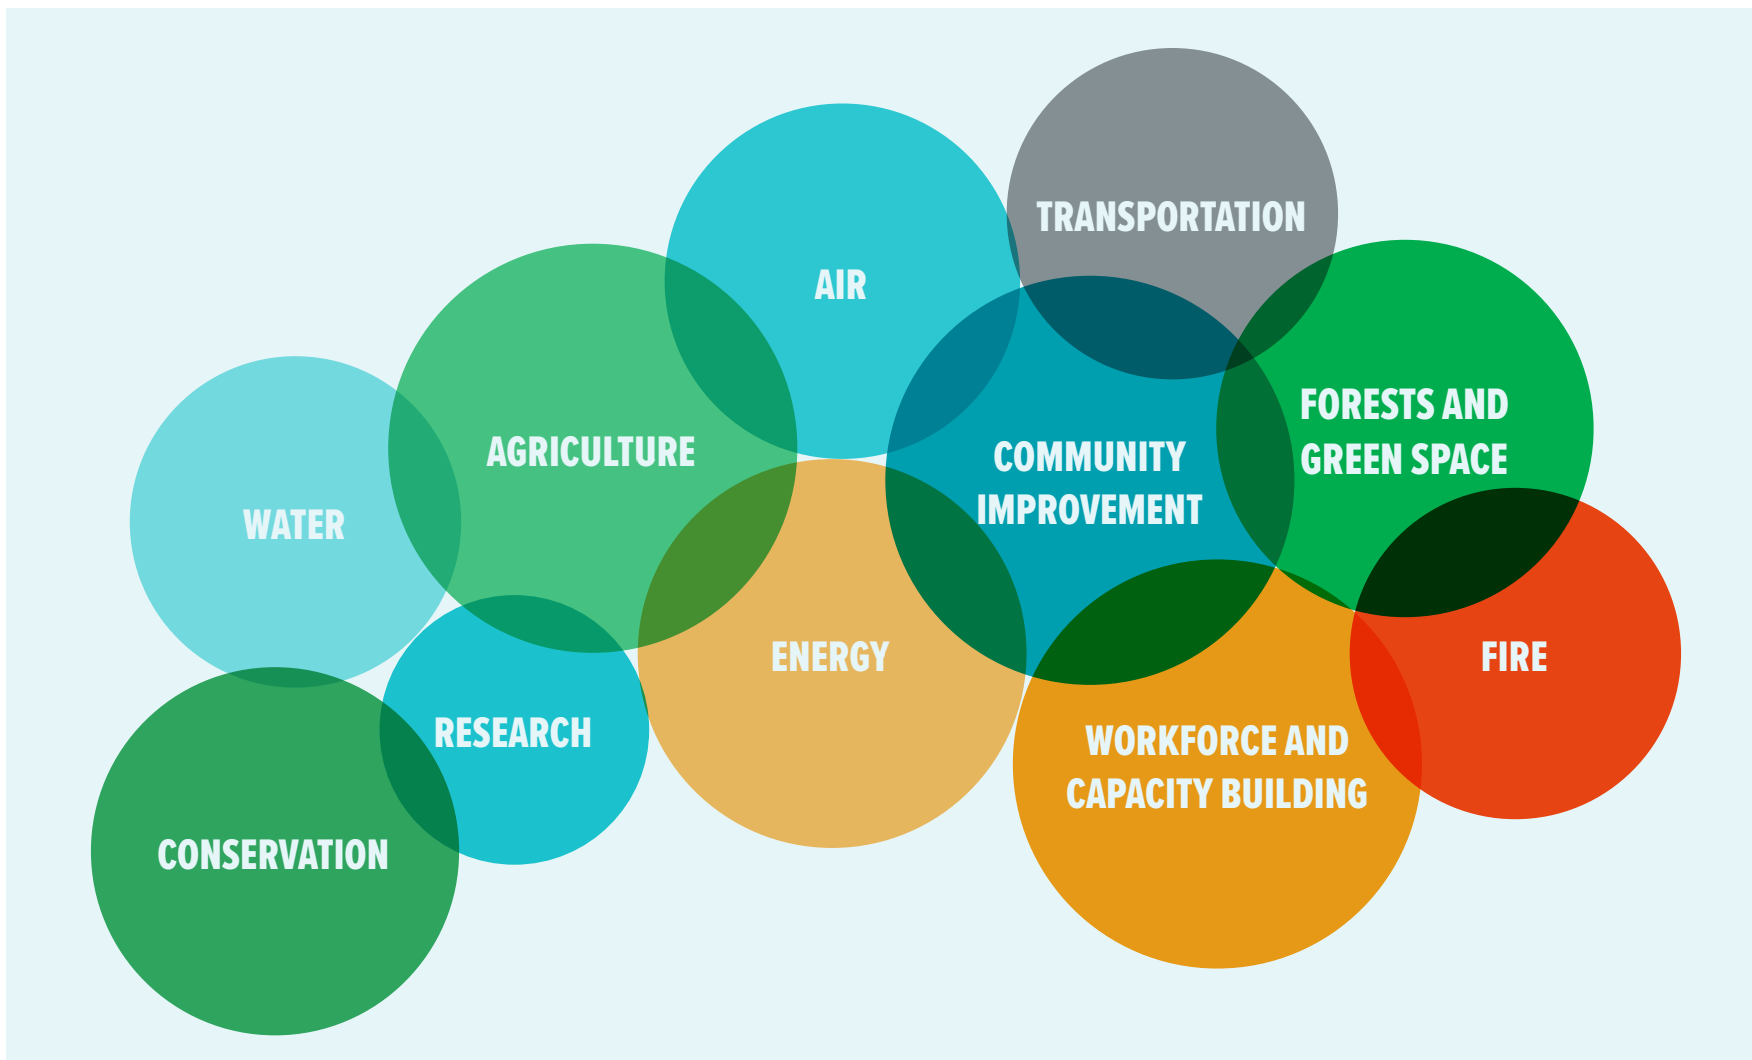 TRANSPORTATION
AIR
FORESTS AND
GREEN SPACE
AGRICULTURE
COMMUNITY
IMPROVEMENT
WATER
ENERGY
FIRE
RESEARCH
WORKFORCE AND
CAPACITY BUILDING
CONSERVATION